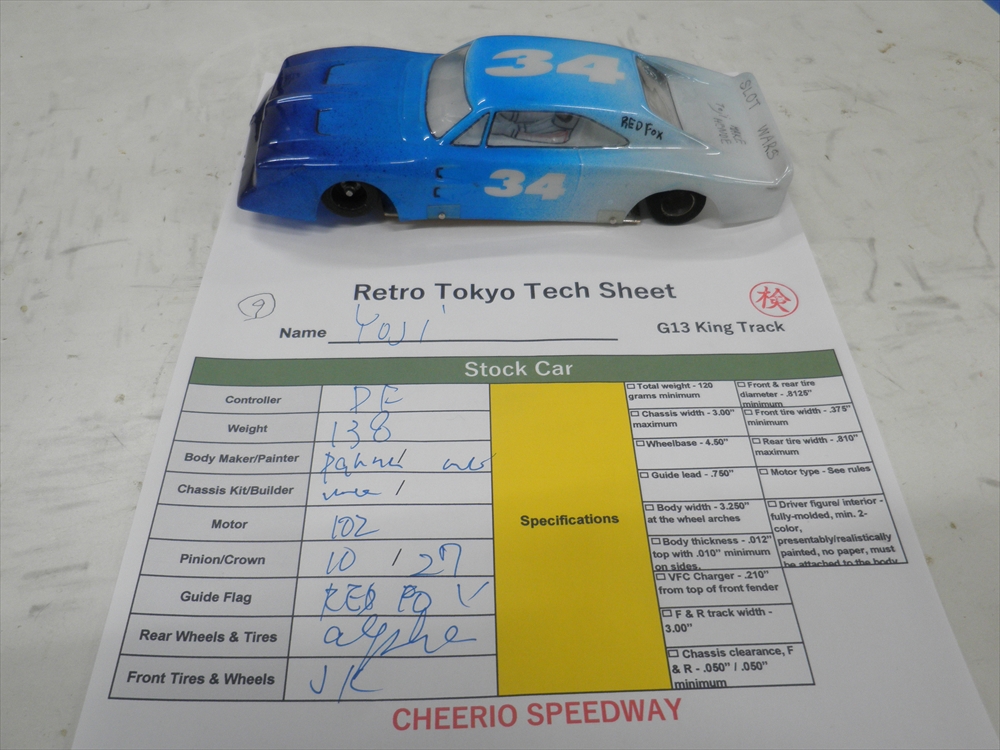 34
RED FOX
SLOT WARS
34
Retro Tokyo Tech Sheet
検
9
Name Yoji
G13 King Track
Stock Car
Controller DE
Weight 138
Body Maker/Painter /
Chassis Kit/Builder /
Motor 102
Pinion/Crown 10 / 27
Guide Flag RED FOX
Rear Wheels & Tires alpha
Front Tires & Wheels JK
Specifications
☐ Total weight - 120
grams minimum
☐ Front & rear tire
diameter - .8125"
minimum
☐ Chassis width - 3.00"
maximum
☐ Front tire width - .375"
minimum
☐ Wheelbase - 4.50"
☐ Rear tire width - .810"
maximum
☐ Guide lead - .750"
☐ Motor type - See rules
☐ Body width - 3.250"
at the wheel arches
☐ Driver figure/ interior -
fully-molded, min. 2-
color,
presentably/realistically
painted, no paper, must
be attached to the body
☐ Body thickness - .012"
top with .010" minimum
on sides.
☐ VFC Charger - .210"
from top of front fender
☐ F & R track width -
3.00"
☐ Chassis clearance, F
& R - .050" / .050"
minimum
CHEERIO SPEEDWAY